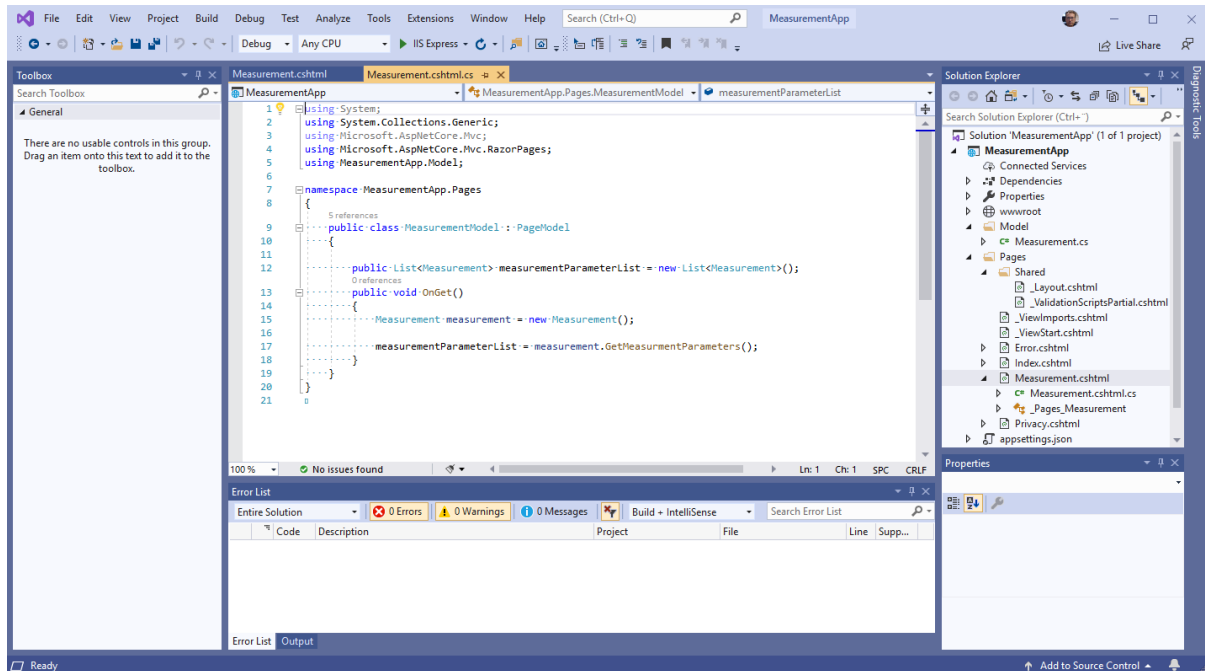 File Edit View Project Build Debug Test Analyze Tools Extensions Window Help Search (Ctrl+Q) MeasurementApp
Debug Any CPU IIS Express Live Share
Toolbox
Search Toolbox
General
There are no usable controls in this group.
Drag an item onto this text to add it to the
toolbox.
Measurement.cshtml Measurement.cshtml.cs
MeasurementApp MeasurementApp.Pages.MeasurementModel measurementParameterList
1 using System;
2 using System.Collections.Generic;
3 using Microsoft.AspNetCore.Mvc;
4 using Microsoft.AspNetCore.Mvc.RazorPages;
5 using MeasurementApp.Model;
6
7 namespace MeasurementApp.Pages
8 {
5 references
9 public class MeasurementModel : PageModel
10 {
11
12 public List<Measurement> measurementParameterList = new List<Measurement>();
0 references
13 public void OnGet()
14 {
15 Measurement measurement = new Measurement();
16
17 measurementParameterList = measurement.GetMeasurmentParameters();
18 }
19 }
20 }
21
100 % No issues found Ln: 1 Ch: 1 SPC CRLF
Error List
Entire Solution 0 Errors 0 Warnings 0 Messages Build + IntelliSense Search Error List
Code Description Project File Line Supp...
Error List Output
Solution Explorer
Search Solution Explorer (Ctrl+¨)
Solution 'MeasurementApp' (1 of 1 project)
MeasurementApp
Connected Services
Dependencies
Properties
wwwroot
Model
C# Measurement.cs
Pages
Shared
_Layout.cshtml
_ValidationScriptsPartial.cshtml
_ViewImports.cshtml
_ViewStart.cshtml
Error.cshtml
Index.cshtml
Measurement.cshtml
C# Measurement.cshtml.cs
_Pages_Measurement
Privacy.cshtml
appsettings.json
Properties
Diagnostic Tools
Ready Add to Source Control